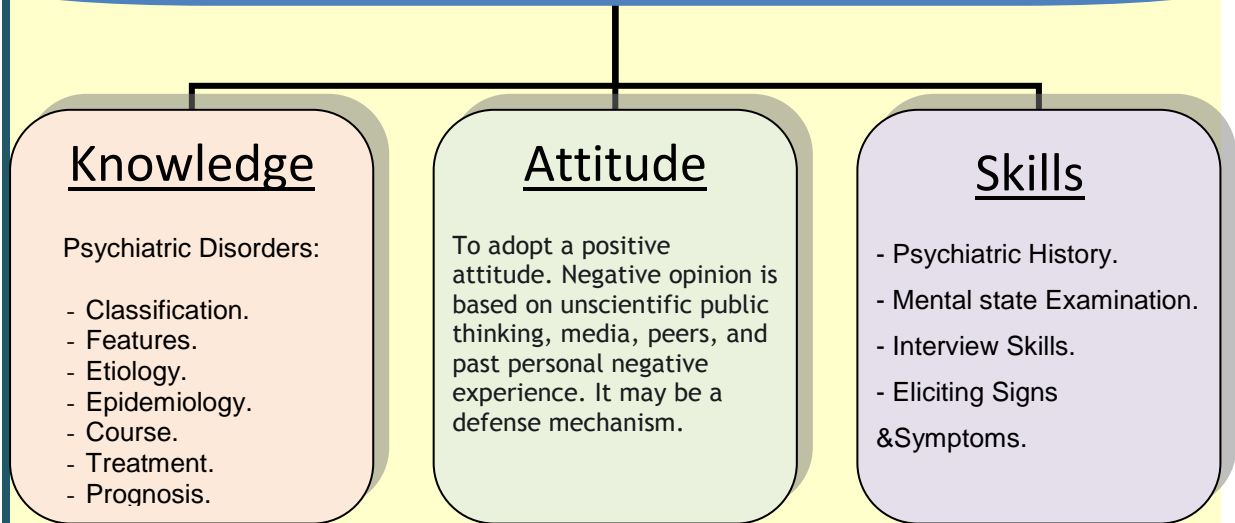 Knowledge
Psychiatric Disorders:
- Classification.
- Features.
- Etiology.
- Epidemiology.
- Course.
- Treatment.
- Prognosis.
Attitude
To adopt a positive
attitude. Negative opinion is
based on unscientific public
thinking, media, peers, and
past personal negative
experience. It may be a
defense mechanism.
Skills
- Psychiatric History.
- Mental state Examination.
- Interview Skills.
- Eliciting Signs
&Symptoms.